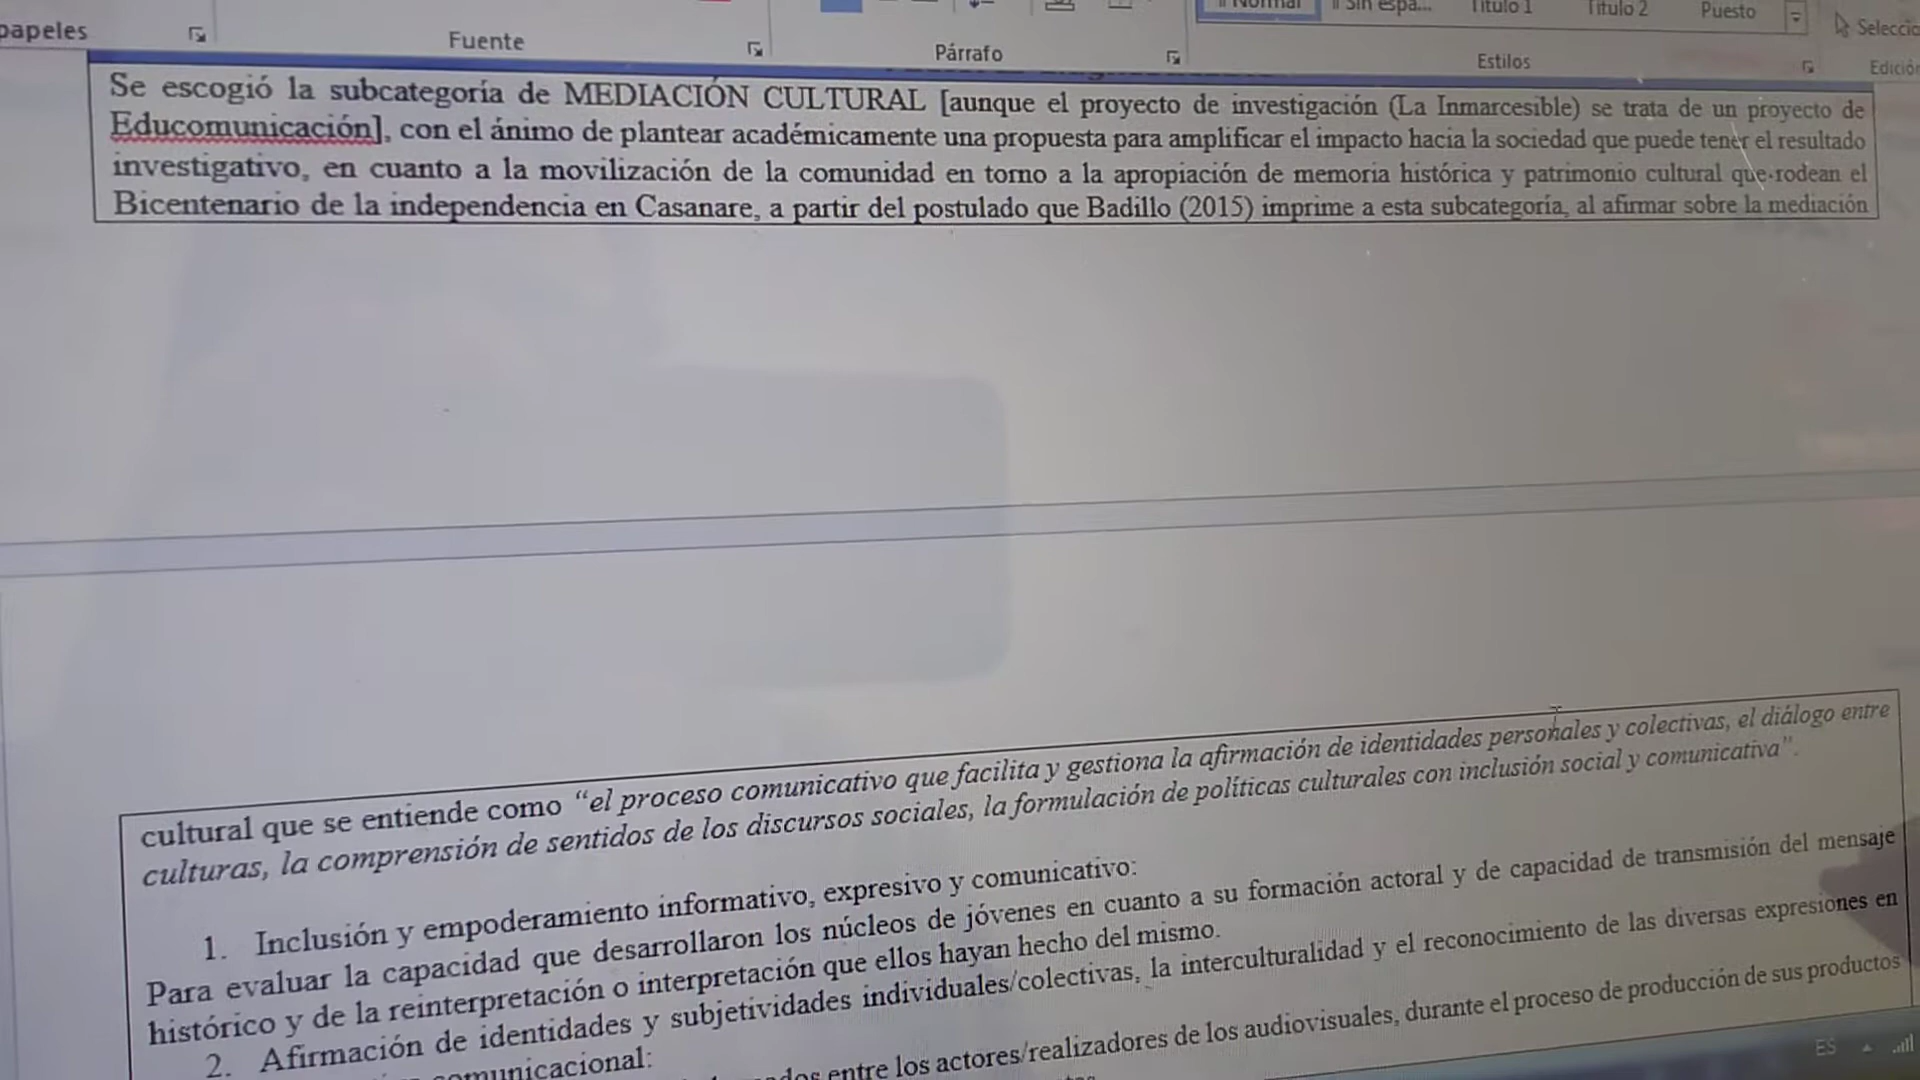 Normal Sin espa... Título 1 Título 2 Puesto
papeles Fuente Párrafo Estilos
Edición
Se escogió la subcategoría de MEDIACIÓN CULTURAL [aunque el proyecto de investigación (La Inmarcesible) se trata de un proyecto de
Educomunicación], con el ánimo de plantear académicamente una propuesta para amplificar el impacto hacia la sociedad que puede tener el resultado
investigativo, en cuanto a la movilización de la comunidad en torno a la apropiación de memoria histórica y patrimonio cultural que rodean el
Bicentenario de la independencia en Casanare, a partir del postulado que Badillo (2015) imprime a esta subcategoría, al afirmar sobre la mediación
cultural que se entiende como “el proceso comunicativo que facilita y gestiona la afirmación de identidades personales y colectivas, el diálogo entre
culturas, la comprensión de sentidos de los discursos sociales, la formulación de políticas culturales con inclusión social y comunicativa”.
1. Inclusión y empoderamiento informativo, expresivo y comunicativo:
Para evaluar la capacidad que desarrollaron los núcleos de jóvenes en cuanto a su formación actoral y de capacidad de transmisión del mensaje
histórico y de la reinterpretación o interpretación que ellos hayan hecho del mismo.
2. Afirmación de identidades y subjetividades individuales/colectivas, la interculturalidad y el reconocimiento de las diversas expresiones en
comunicacional:
entre los actores/realizadores de los audiovisuales, durante el proceso de producción de sus productos
ES